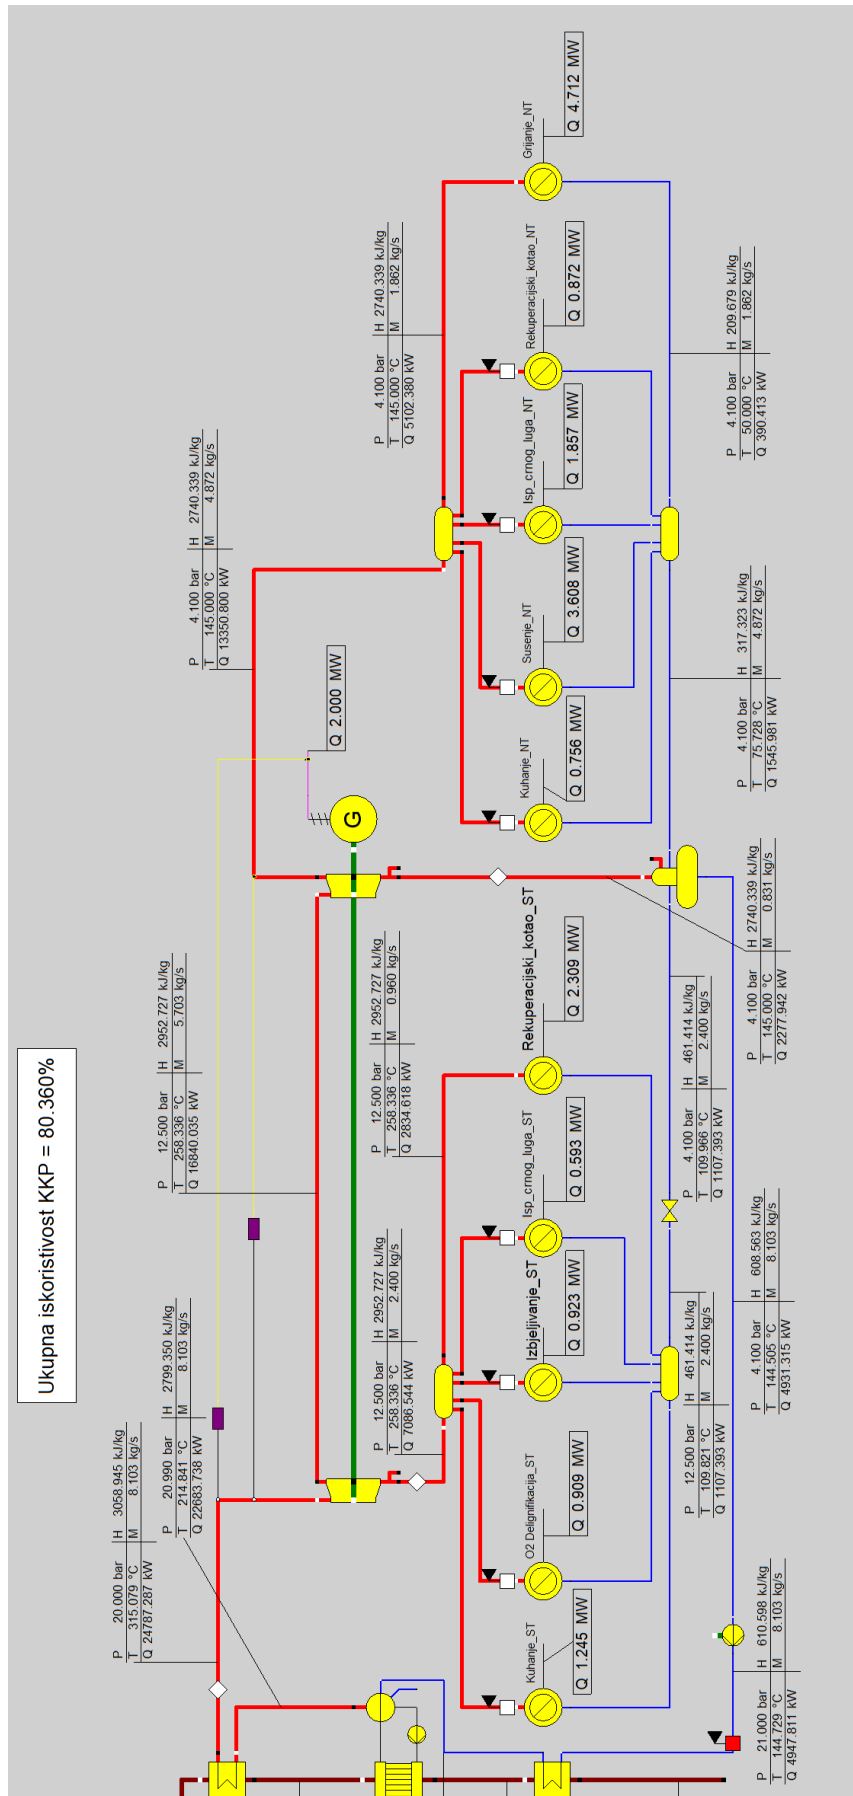 Ukupna iskoristivost KKP = 80.360%
P 20.000 bar H 3058.945 kJ/kg
T 315.079 °C M 8.103 kg/s
Q 24787.287 kW
P 20.990 bar H 2799.350 kJ/kg
T 214.841 °C M 8.103 kg/s
Q 22683.738 kW
P 12.500 bar H 2952.727 kJ/kg
T 258.336 °C M 5.703 kg/s
Q 16840.035 kW
P 4.100 bar H 2740.339 kJ/kg
T 145.000 °C M 4.872 kg/s
Q 13350.800 kW
Q 2.000 MW
G
P 12.500 bar H 2952.727 kJ/kg
T 258.336 °C M 2.400 kg/s
Q 7086.544 kW
P 12.500 bar H 2952.727 kJ/kg
T 258.336 °C M 0.960 kg/s
Q 2834.618 kW
P 4.100 bar H 2740.339 kJ/kg
T 145.000 °C M 1.862 kg/s
Q 5102.380 kW
Kuhanje_ST
Q 1.245 MW
O2 Delignifikacija_ST
Q 0.909 MW
Izbjeljivanje_ST
Q 0.923 MW
Isp_crnog_luga_ST
Q 0.593 MW
Rekuperacijski_kotao_ST
Q 2.309 MW
Kuhanje_NT
Q 0.756 MW
Susenje_NT
Q 3.608 MW
Isp_crnog_luga_NT
Q 1.857 MW
Rekuperacijski_kotao_NT
Q 0.872 MW
Grijanje_NT
Q 4.712 MW
P 12.500 bar H 461.414 kJ/kg
T 109.821 °C M 2.400 kg/s
Q 1107.393 kW
P 4.100 bar H 461.414 kJ/kg
T 109.966 °C M 2.400 kg/s
Q 1107.393 kW
P 4.100 bar H 2740.339 kJ/kg
T 145.000 °C M 0.831 kg/s
Q 2277.942 kW
P 4.100 bar H 317.323 kJ/kg
T 75.728 °C M 4.872 kg/s
Q 1545.981 kW
P 4.100 bar H 209.679 kJ/kg
T 50.000 °C M 1.862 kg/s
Q 390.413 kW
P 21.000 bar H 610.598 kJ/kg
T 144.729 °C M 8.103 kg/s
Q 4947.811 kW
P 4.100 bar H 608.563 kJ/kg
T 144.505 °C M 8.103 kg/s
Q 4931.315 kW